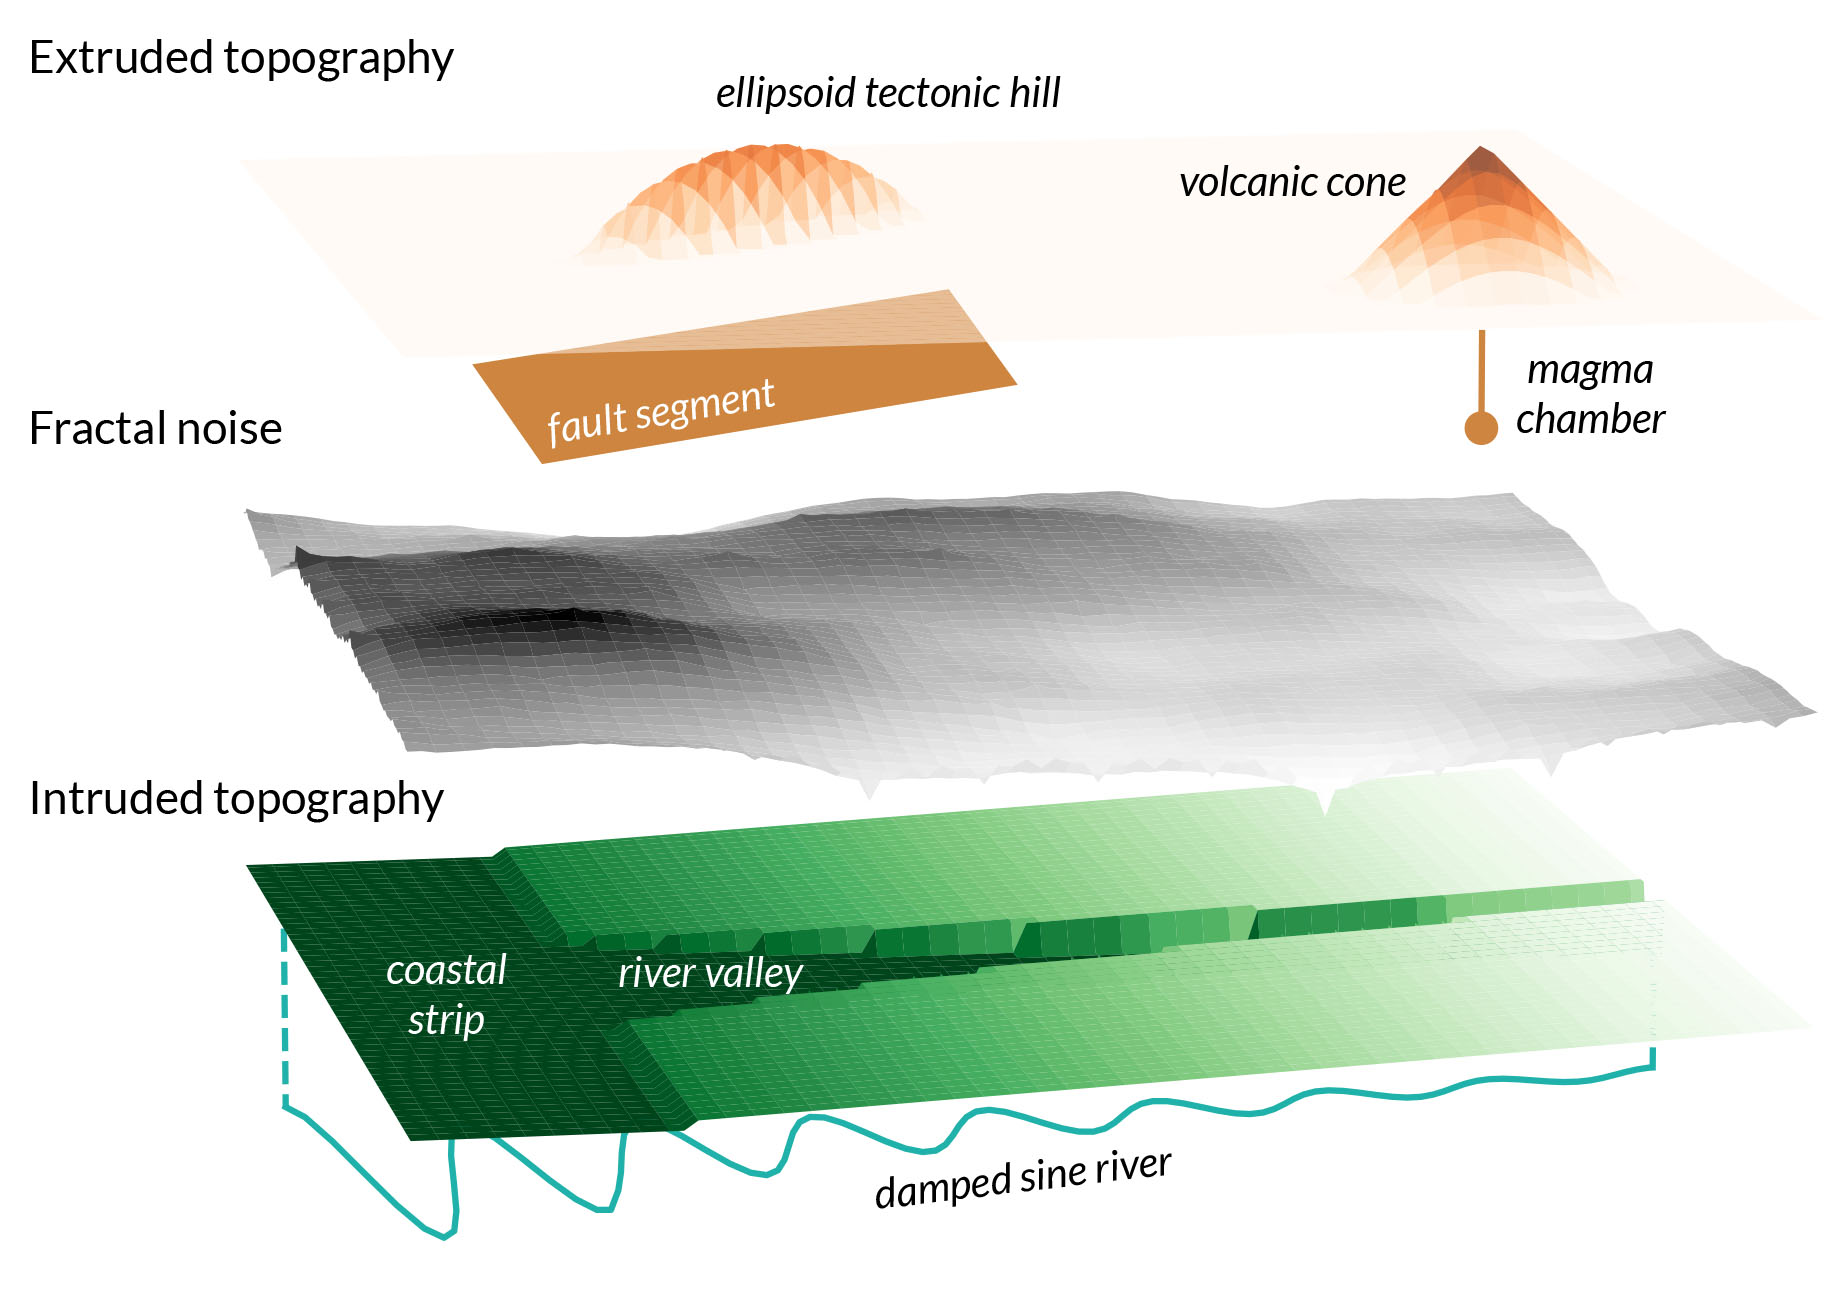 Extruded topography
ellipsoid tectonic hill
volcanic cone
magma
chamber
fault segment
Fractal noise
Intruded topography
coastal
strip
river valley
damped sine river